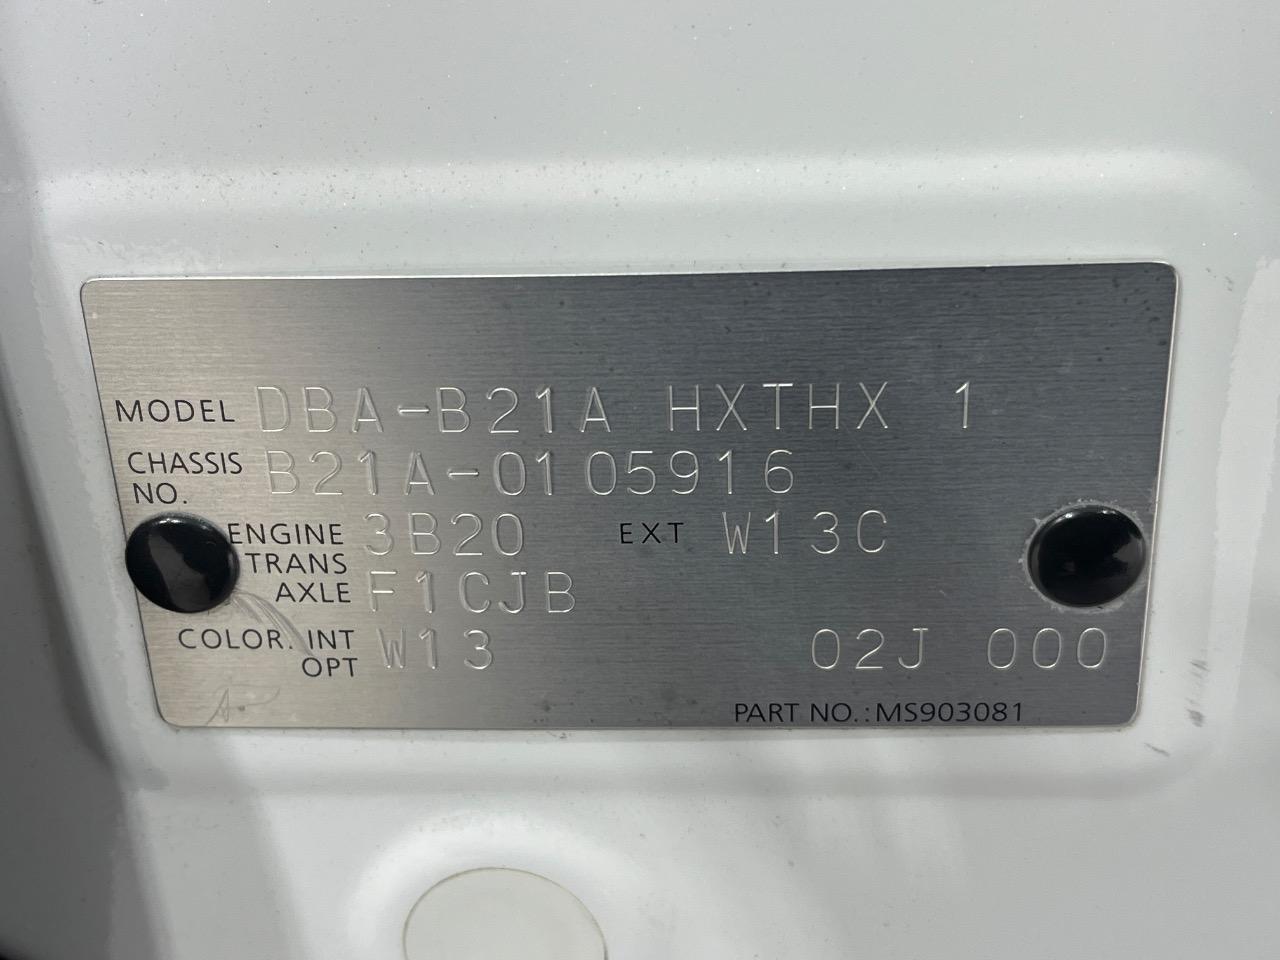 MODEL DBA-B21A HXTHX 1
CHASSIS NO. B21A-0105916
ENGINE 3B20 EXT W13C
TRANS AXLE F1CJB
COLOR. INT OPT W13 02J 000
PART NO.:MS903081